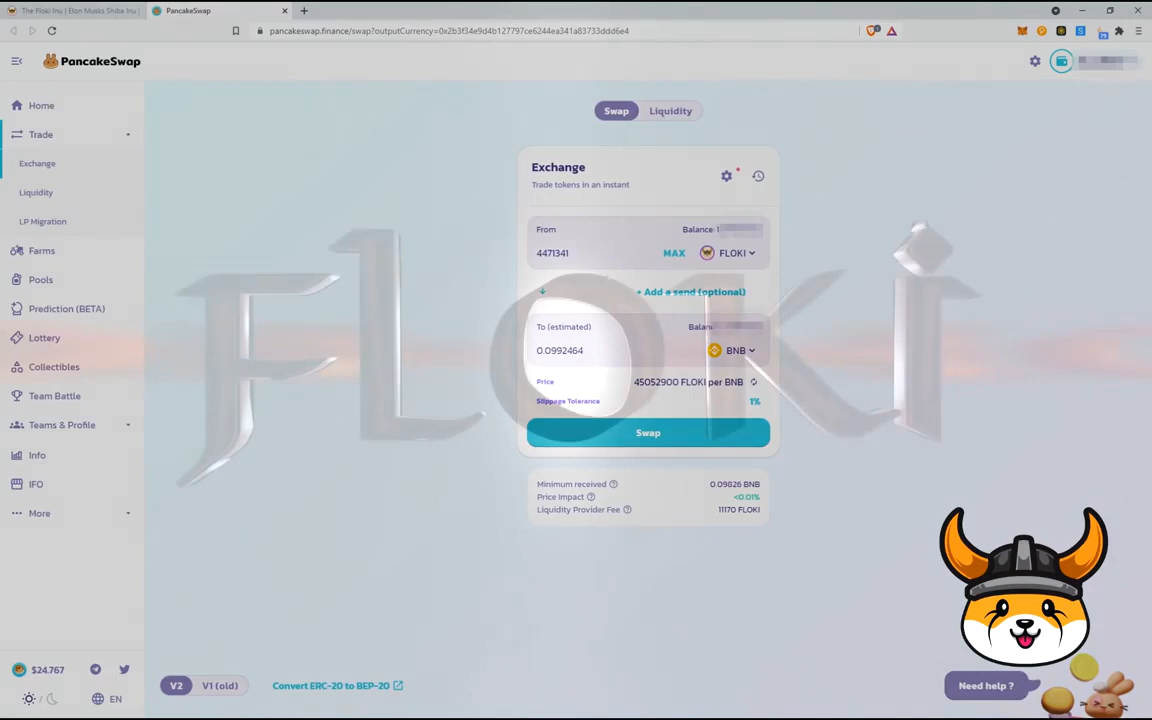 The Floki Inu | Elon Musks Shiba Inu |
PancakeSwap
pancakeswap.finance/swap?outputCurrency=0x2b3f34e9d4b127797ce6244ea341a83733ddd6e4
PancakeSwap
Swap Liquidity
Home
Trade
Exchange
Liquidity
LP Migration
Farms
Pools
Prediction (BETA)
Lottery
Collectibles
Team Battle
Teams & Profile
Info
IFO
More
Exchange
Trade tokens in an instant
From Balance: 1
4471341 MAX FLOKI
+ Add a send (optional)
To (estimated) Balan
0.0992464 BNB
Price 45052900 FLOKI per BNB
Slippage Tolerance 1%
Swap
Minimum received 0.09826 BNB
Price Impact <0.01%
Liquidity Provider Fee 11170 FLOKI
FLOKI
$24.767
EN
V2 V1 (old)
Convert ERC-20 to BEP-20
Need help ?